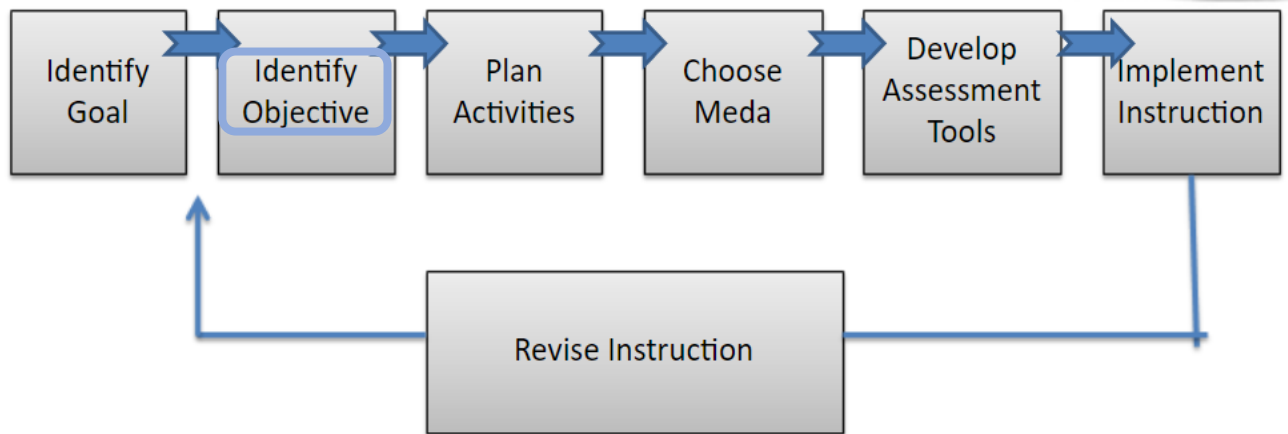 Identify
Goal
Identify
Objective
Plan
Activities
Choose
Meda
Develop
Assessment
Tools
Implement
Instruction
Revise Instruction